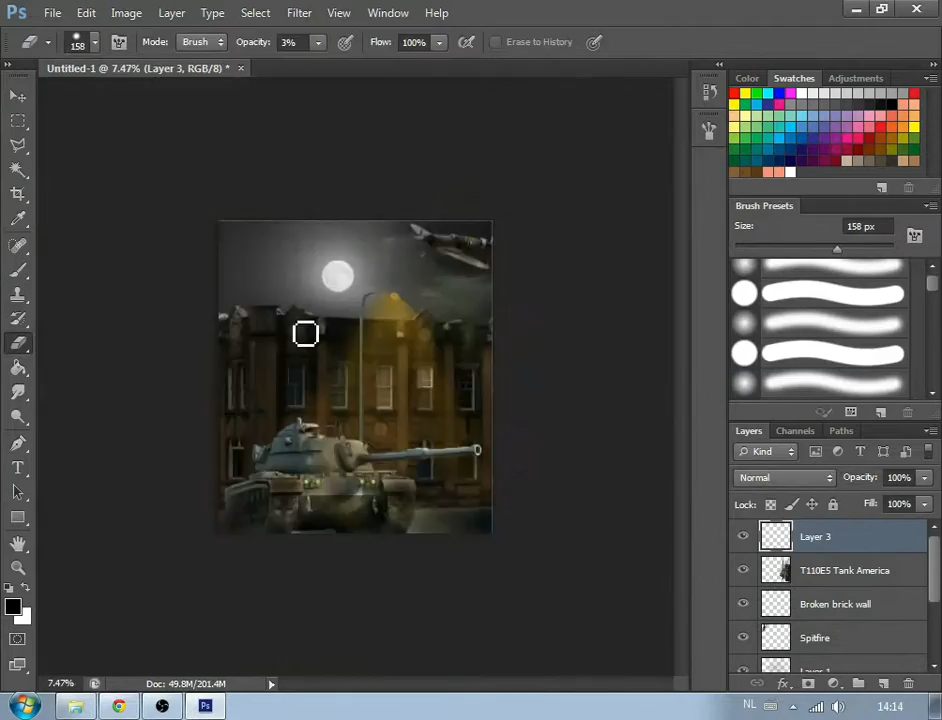 Ps File Edit Image Layer Type Select Filter View Window Help
158 Mode: Brush Opacity: 3% Flow: 100% Erase to History
Untitled-1 @ 7.47% (Layer 3, RGB/8) *
Color Swatches Adjustments
Brush Presets
Size: 158 px
Layers Channels Paths
Kind
Normal Opacity: 100%
Lock: Fill: 100%
Layer 3
T110E5 Tank America
Broken brick wall
Spitfire
Layer 1
7.47% Doc: 49.8M/201.4M
Ps NL 14:14